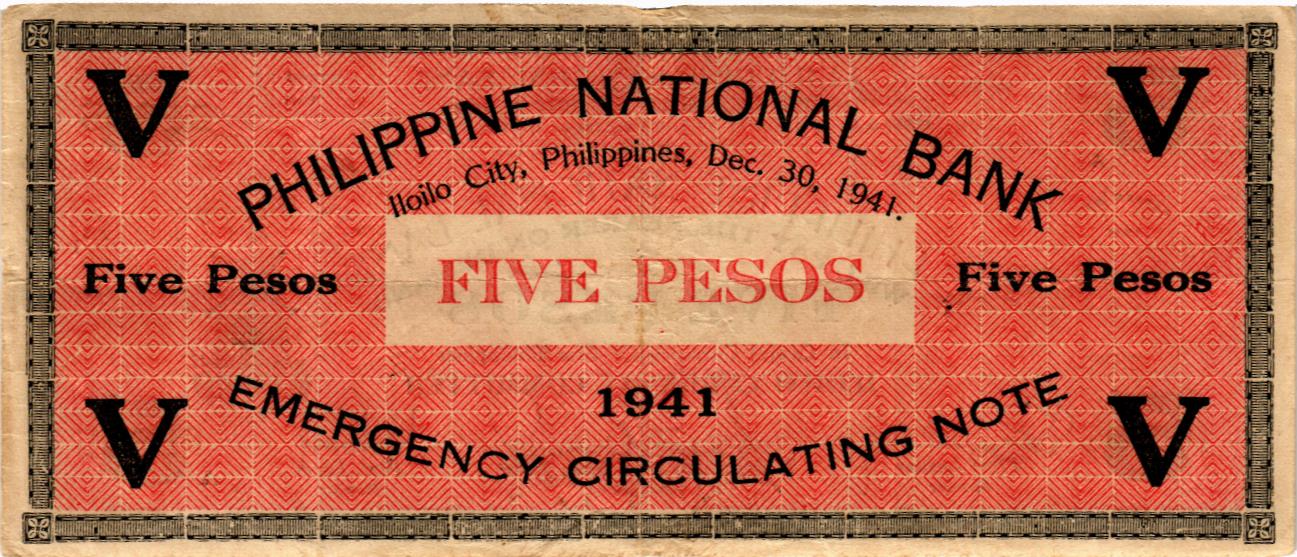 V V
PHILIPPINE NATIONAL BANK
Iloilo City, Philippines, Dec. 30, 1941.
Five Pesos FIVE PESOS Five Pesos
1941
EMERGENCY CIRCULATING NOTE
V V